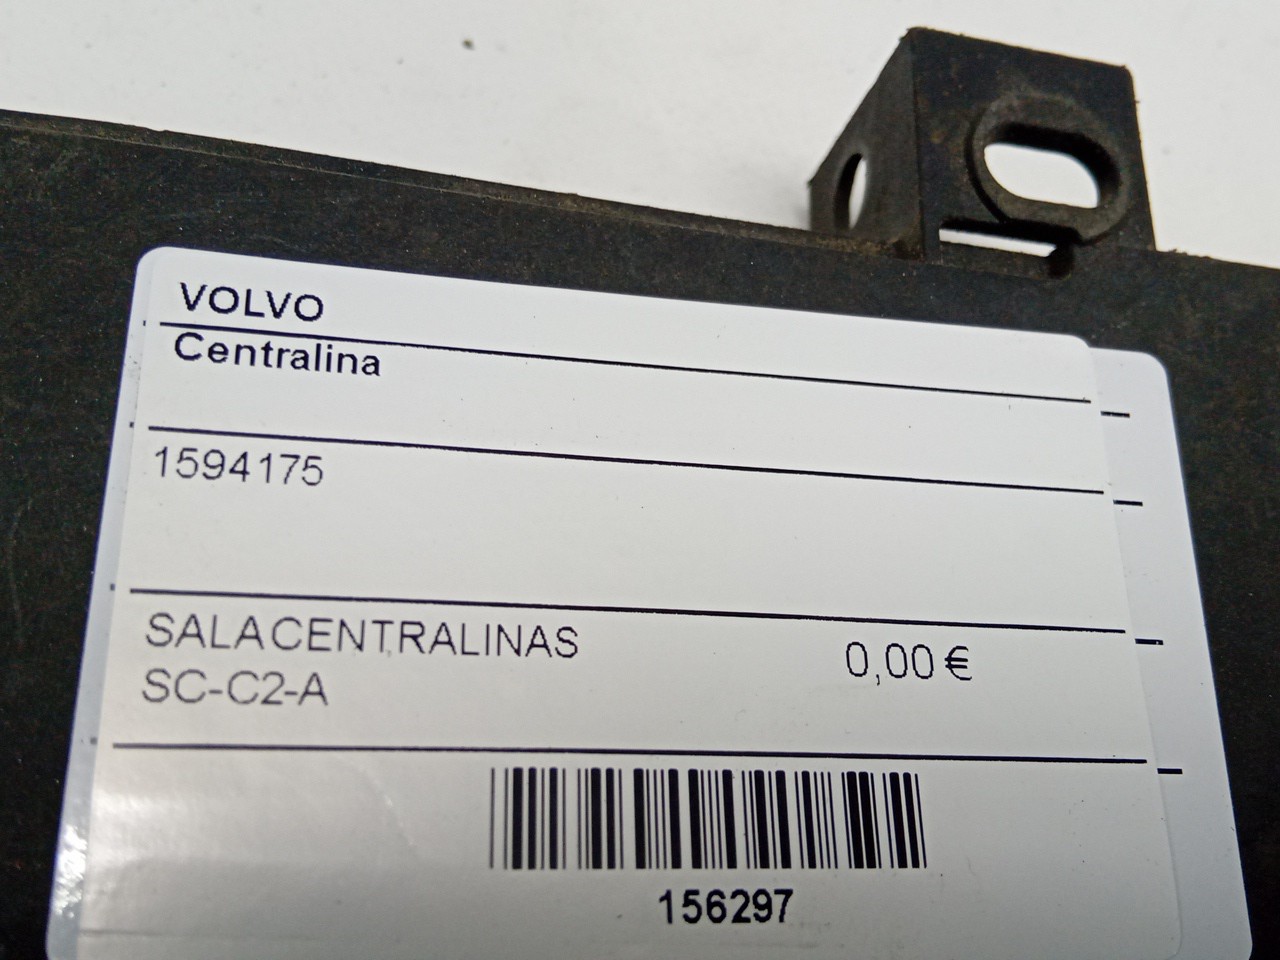 VOLVO
Centralina
1594175
SALACENTRALINAS
0,00 €
SC-C2-A
156297